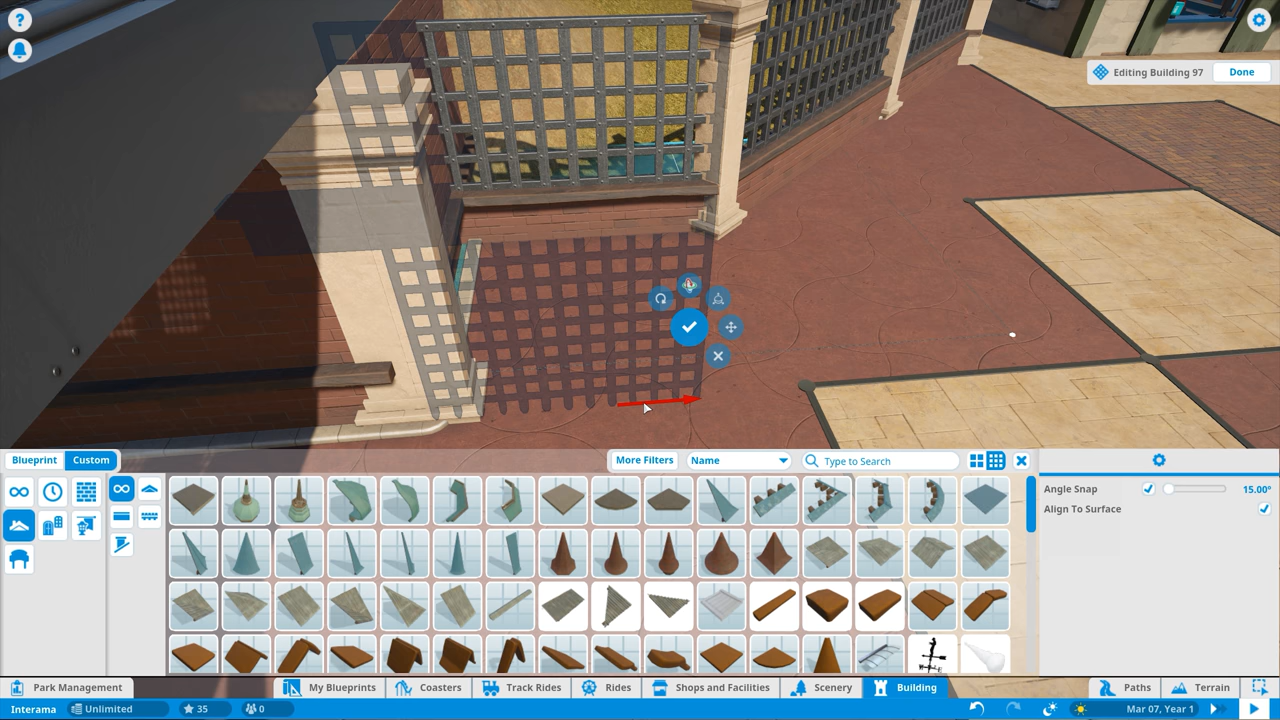 ?
Editing Building 97 Done
Blueprint Custom More Filters Name Type to Search
Angle Snap 15.00°
Align To Surface
Park Management My Blueprints Coasters Track Rides Rides Shops and Facilities Scenery Building Paths Terrain
Interama Unlimited 35 0 Mar 07, Year 1